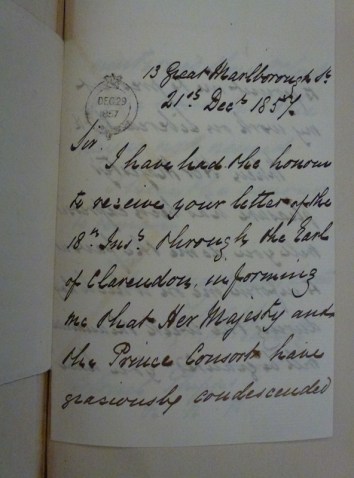 13 Great Marlborough St
21st Decr 1857/.
DEC 29
1857
Sir.
I have had the honour
to receive your letter of the
18th Inst. through the Earl
of Clarendon, informing
me that Her Majesty and
the Prince Consort have
graciously condescended